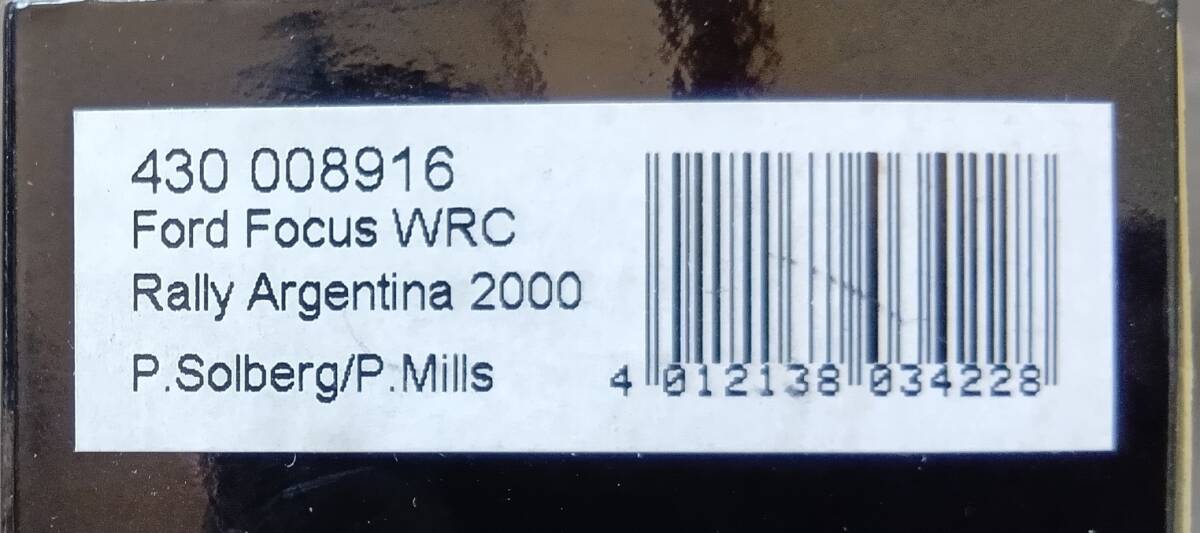 430 008916
Ford Focus WRC
Rally Argentina 2000
P.Solberg/P.Mills
4 012138 034228